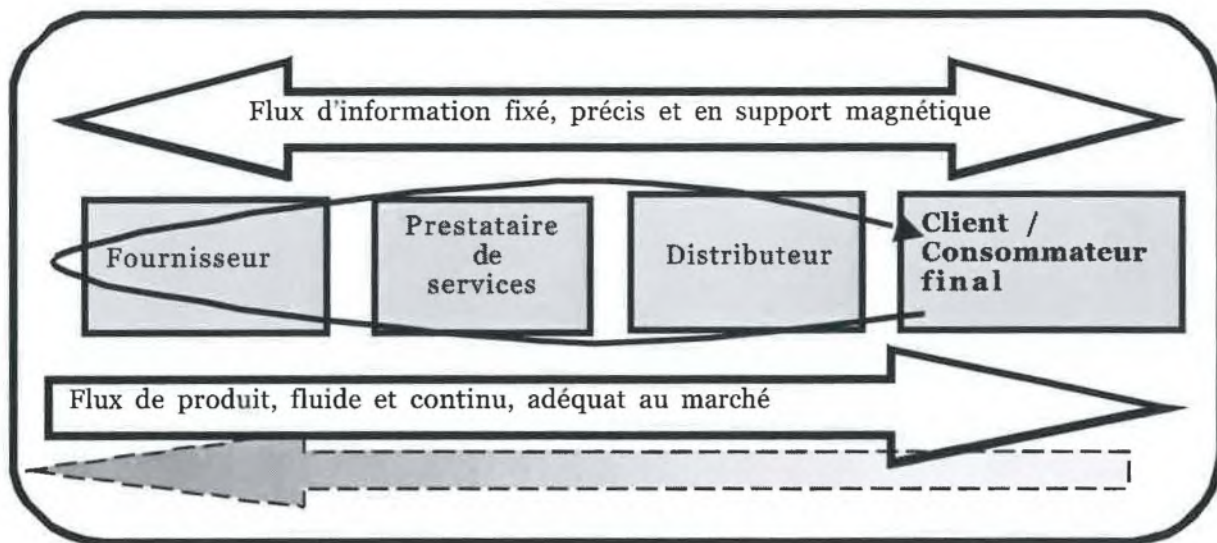 Flux d'information fixé, précis et en support magnétique
Fournisseur
Prestataire
de
services
Distributeur
Client /
Consommateur
final
Flux de produit, fluide et continu, adéquat au marché